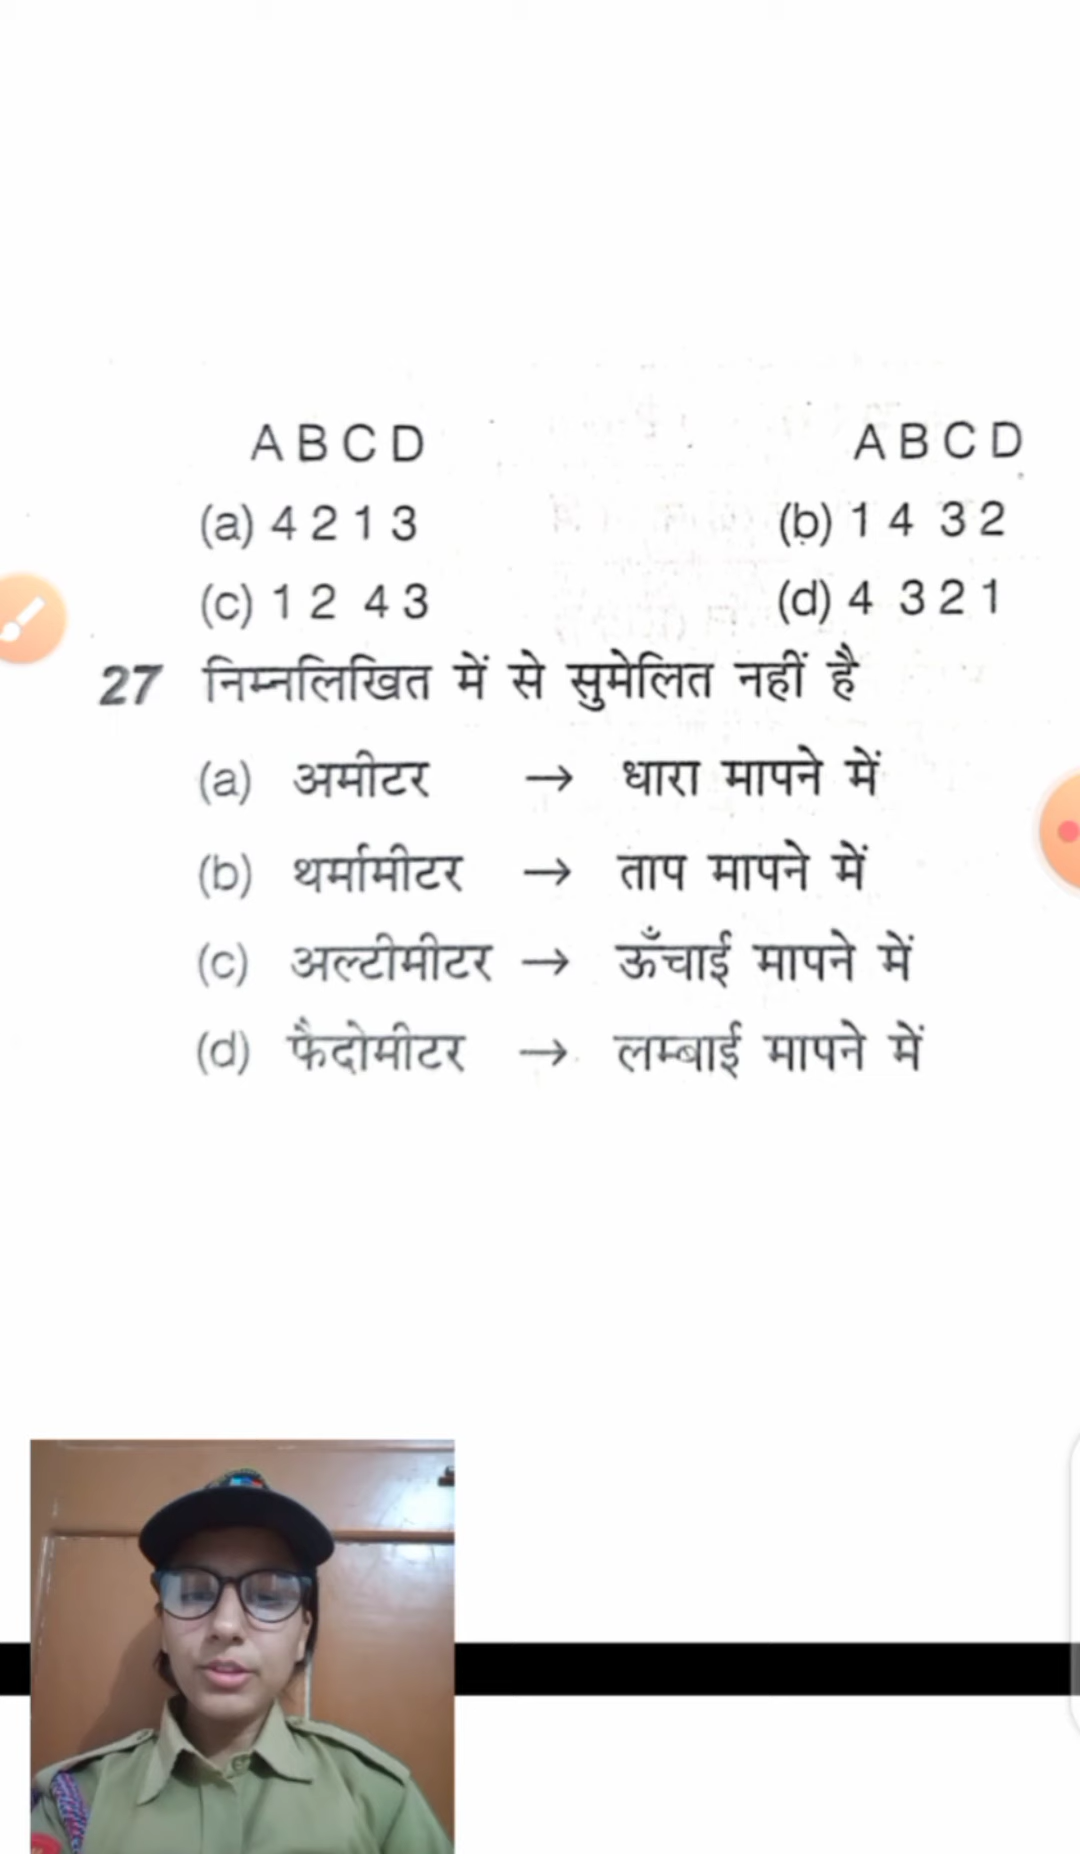 A B C D A B C D
(a) 4 2 1 3 (b) 1 4 3 2
(c) 1 2 4 3 (d) 4 3 2 1
27 निम्नलिखित में से सुमेलित नहीं है
(a) अमीटर → धारा मापने में
(b) थर्मामीटर → ताप मापने में
(c) अल्टीमीटर → ऊँचाई मापने में
(d) फैदोमीटर → लम्बाई मापने में